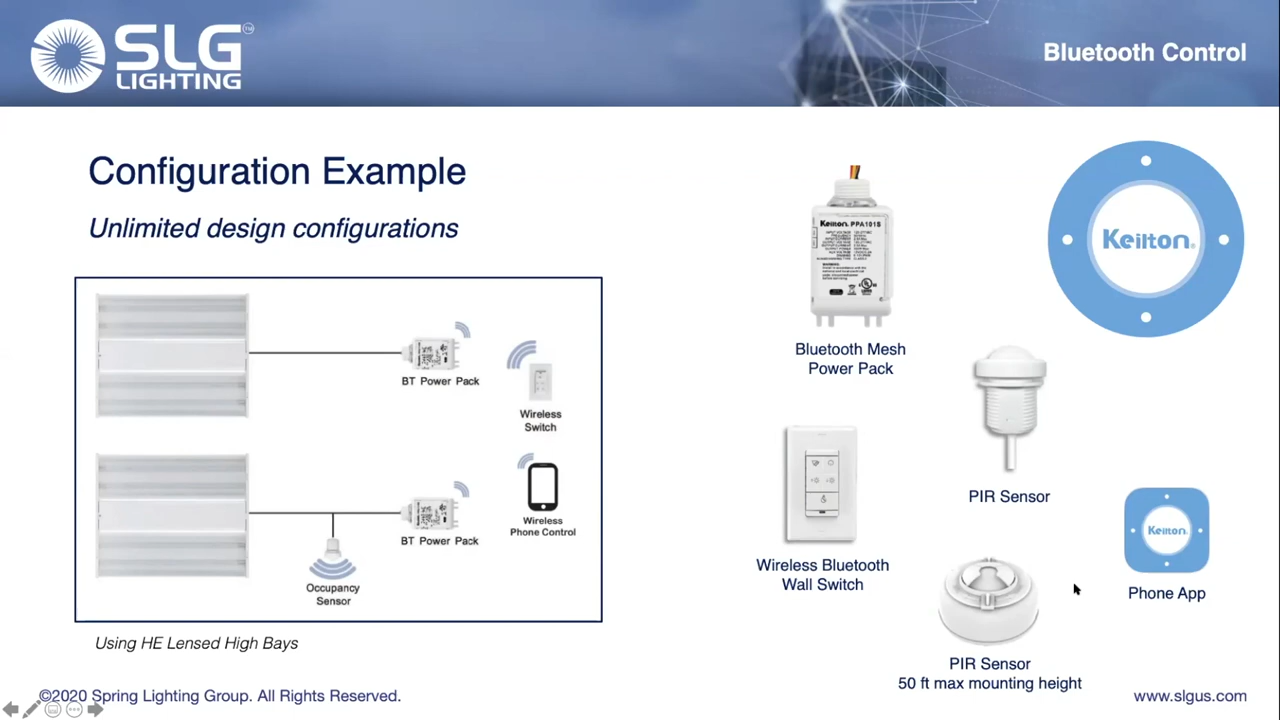 SLG
LIGHTING
TM
Bluetooth Control
Configuration Example
Unlimited design configurations
BT Power Pack
Wireless
Switch
BT Power Pack
Wireless
Phone Control
Occupancy
Sensor
Using HE Lensed High Bays
Keilton. PPA101S
Bluetooth Mesh
Power Pack
Keilton®
PIR Sensor
Wireless Bluetooth
Wall Switch
Keilton
Phone App
PIR Sensor
50 ft max mounting height
©2020 Spring Lighting Group. All Rights Reserved.
www.slgus.com